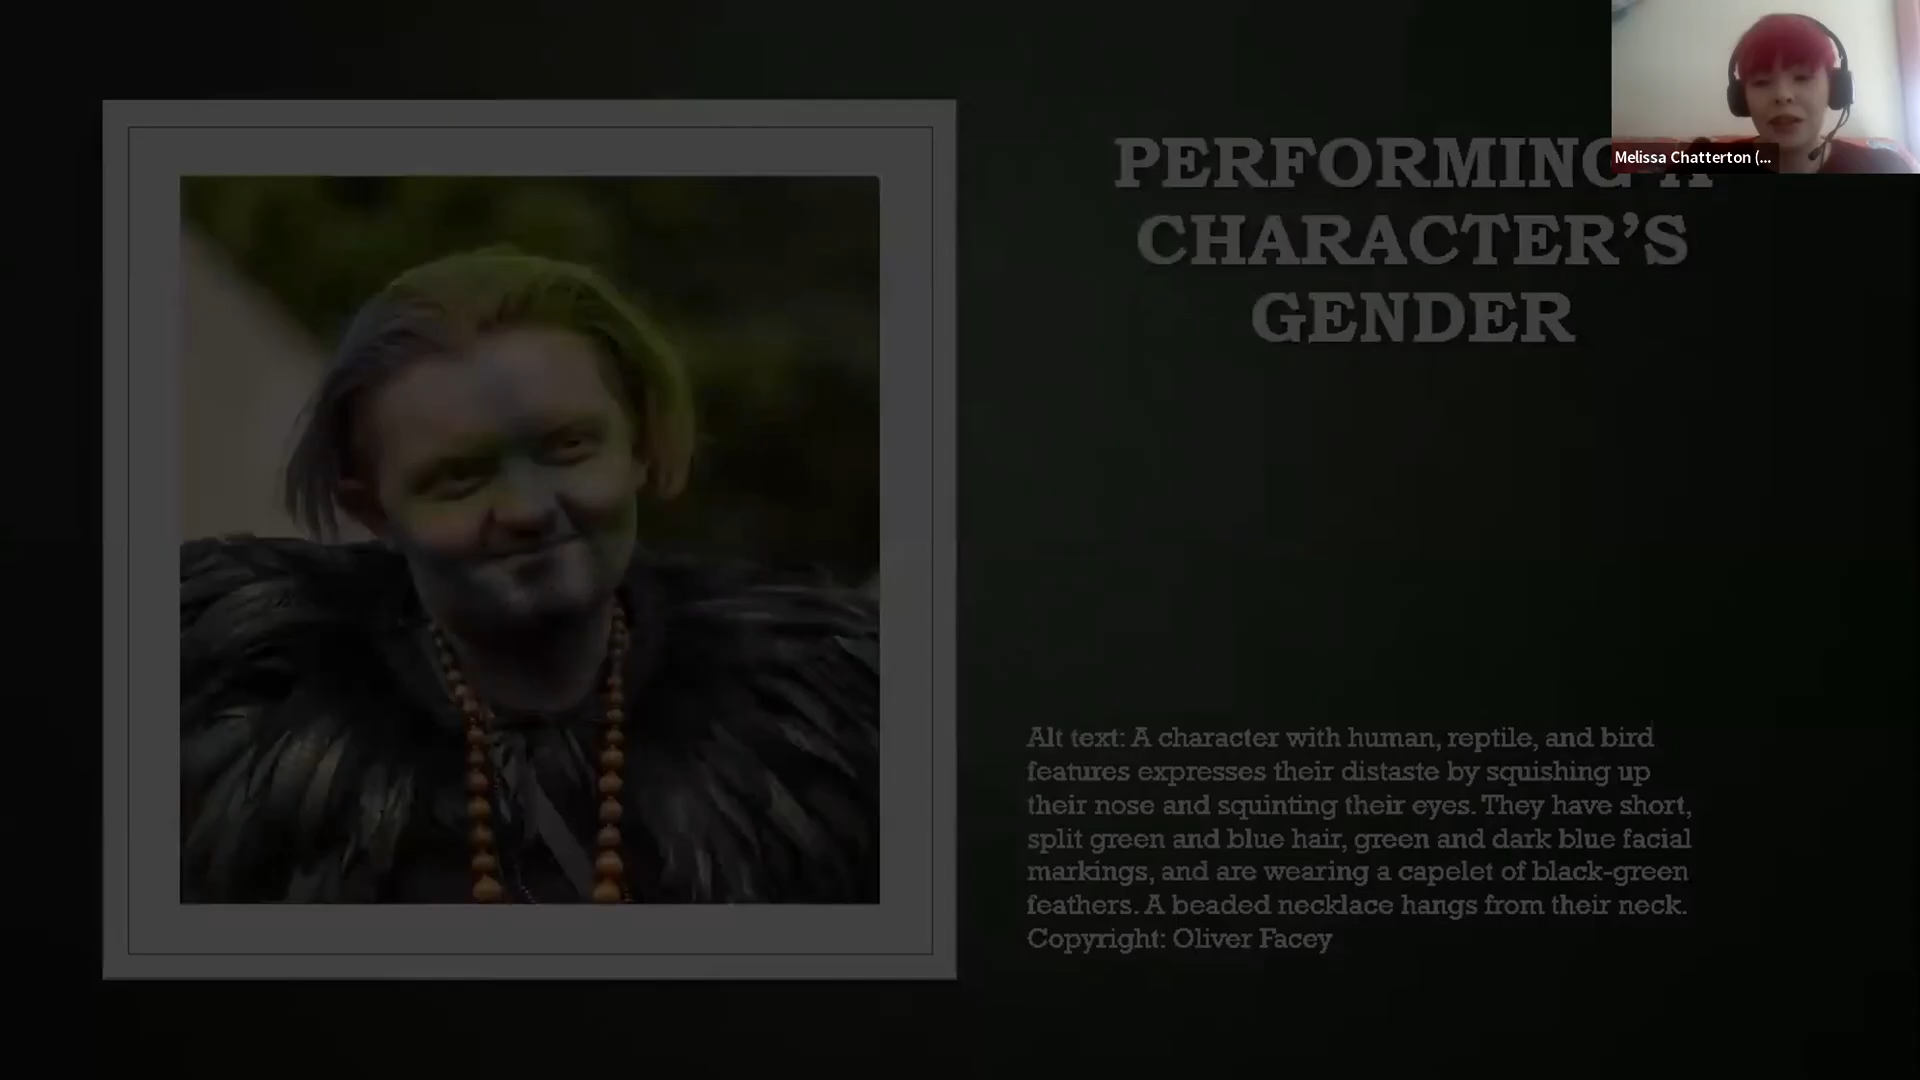 PERFORMING A
CHARACTER’S
GENDER
Melissa Chatterton (...
Alt text: A character with human, reptile, and bird
features expresses their distaste by squishing up
their nose and squinting their eyes. They have short,
split green and blue hair, green and dark blue facial
markings, and are wearing a capelet of black-green
feathers. A beaded necklace hangs from their neck.
Copyright: Oliver Facey